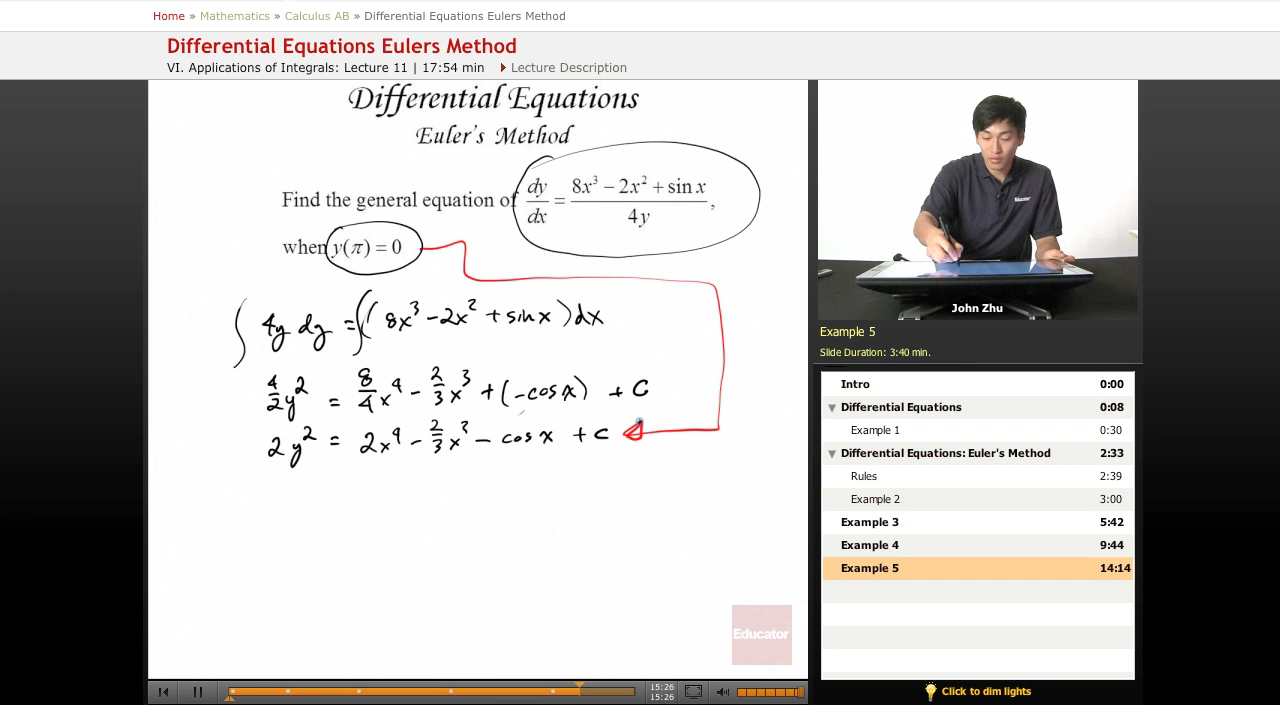 Home » Mathematics » Calculus AB » Differential Equations Eulers Method
Differential Equations Eulers Method
VI. Applications of Integrals: Lecture 11 | 17:54 min Lecture Description
Differential Equations
Euler's Method
Find the general equation of dy/dx = (8x³ − 2x² + sin x)/4y,
when y(π) = 0
∫ 4y dy = ∫(8x³ − 2x² + sin x) dx
4/2 y² = 8/4 x⁴ − 2/3 x³ + (−cos x) + C
2y² = 2x⁴ − 2/3 x³ − cos x + C
Educator
15:26
15:26
Educator
John Zhu
Example 5
Slide Duration: 3:40 min.
Intro 0:00
Differential Equations 0:08
Example 1 0:30
Differential Equations: Euler's Method 2:33
Rules 2:39
Example 2 3:00
Example 3 5:42
Example 4 9:44
Example 5 14:14
Click to dim lights